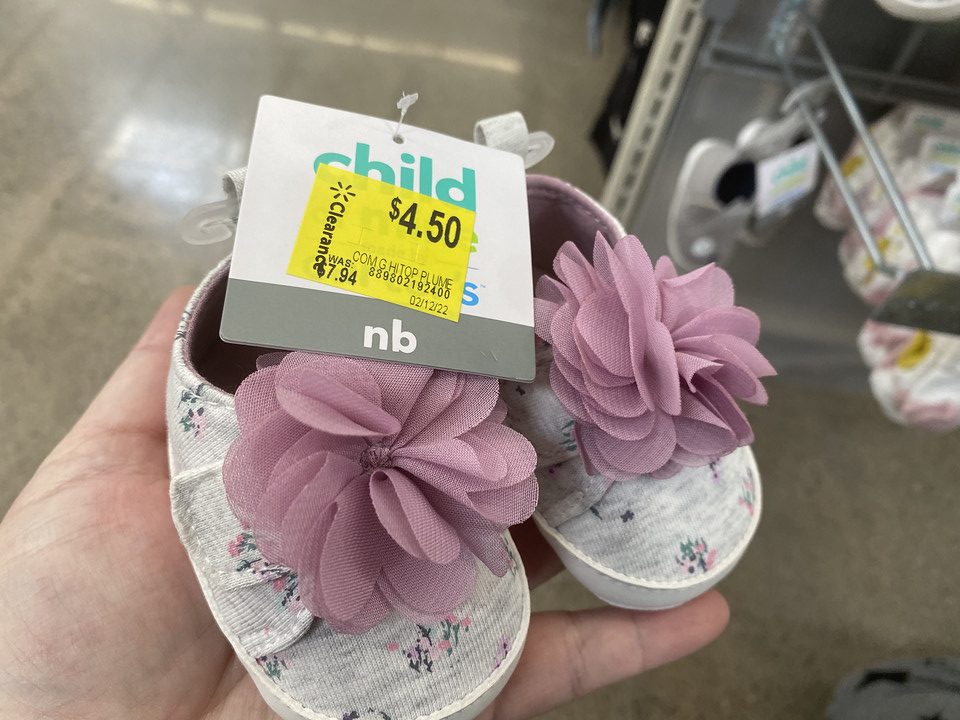 child
$4.50
Clearance
WAS:
$7.94
COM G HITOP PLUME
889802192400
02/12/22
nb